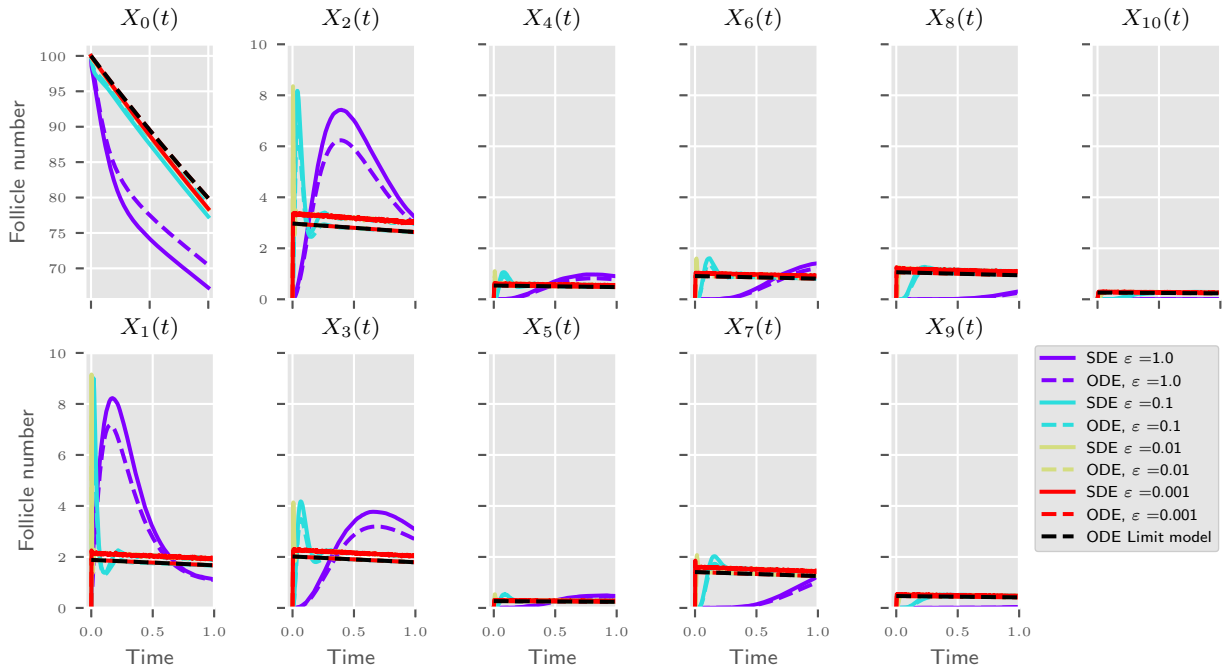 X₀(t) X₂(t) X₄(t) X₆(t) X₈(t) X₁₀(t)
Follicle number
100
95
90
85
80
75
70
10
8
6
4
2
0
X₁(t) X₃(t) X₅(t) X₇(t) X₉(t)
Follicle number
10
8
6
4
2
0
SDE ε =1.0
ODE, ε =1.0
SDE ε =0.1
ODE, ε =0.1
SDE ε =0.01
ODE, ε =0.01
SDE ε =0.001
ODE, ε =0.001
ODE Limit model
0.0 0.5 1.0 0.0 0.5 1.0 0.0 0.5 1.0 0.0 0.5 1.0 0.0 0.5 1.0
Time Time Time Time Time